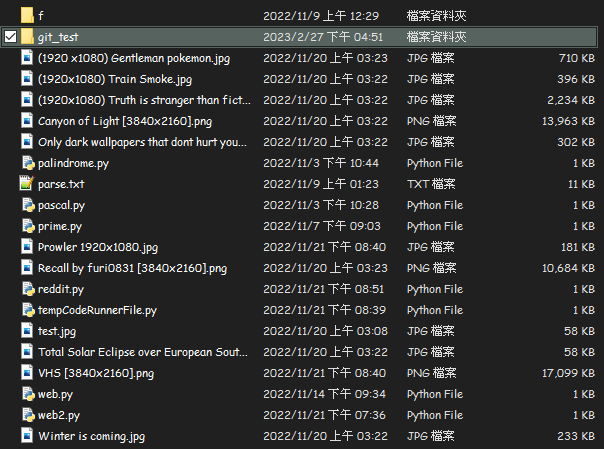 f 2022/11/9 上午 12:29 檔案資料夾
git_test 2023/2/27 下午 04:51 檔案資料夾
(1920 x1080) Gentleman pokemon.jpg 2022/11/20 上午 03:23 JPG 檔案 710 KB
(1920x1080) Train Smoke.jpg 2022/11/20 上午 03:22 JPG 檔案 396 KB
(1920x1080) Truth is stranger than fict... 2022/11/20 上午 03:22 JPG 檔案 2,234 KB
Canyon of Light [3840x2160].png 2022/11/20 上午 03:22 PNG 檔案 13,963 KB
Only dark wallpapers that dont hurt you... 2022/11/20 上午 03:22 JPG 檔案 302 KB
palindrome.py 2022/11/3 下午 10:44 Python File 1 KB
parse.txt 2022/11/9 上午 01:23 TXT 檔案 11 KB
pascal.py 2022/11/3 下午 10:28 Python File 1 KB
prime.py 2022/11/7 下午 09:03 Python File 1 KB
Prowler 1920x1080.jpg 2022/11/21 下午 08:40 JPG 檔案 181 KB
Recall by furi0831 [3840x2160].png 2022/11/20 上午 03:23 PNG 檔案 10,684 KB
reddit.py 2022/11/21 下午 08:51 Python File 1 KB
tempCodeRunnerFile.py 2022/11/21 下午 08:39 Python File 1 KB
test.jpg 2022/11/20 上午 03:08 JPG 檔案 58 KB
Total Solar Eclipse over European Sout... 2022/11/20 上午 03:22 JPG 檔案 58 KB
VHS [3840x2160].png 2022/11/21 下午 08:40 PNG 檔案 17,099 KB
web.py 2022/11/14 下午 09:34 Python File 1 KB
web2.py 2022/11/21 下午 07:36 Python File 1 KB
Winter is coming.jpg 2022/11/20 上午 03:22 JPG 檔案 233 KB